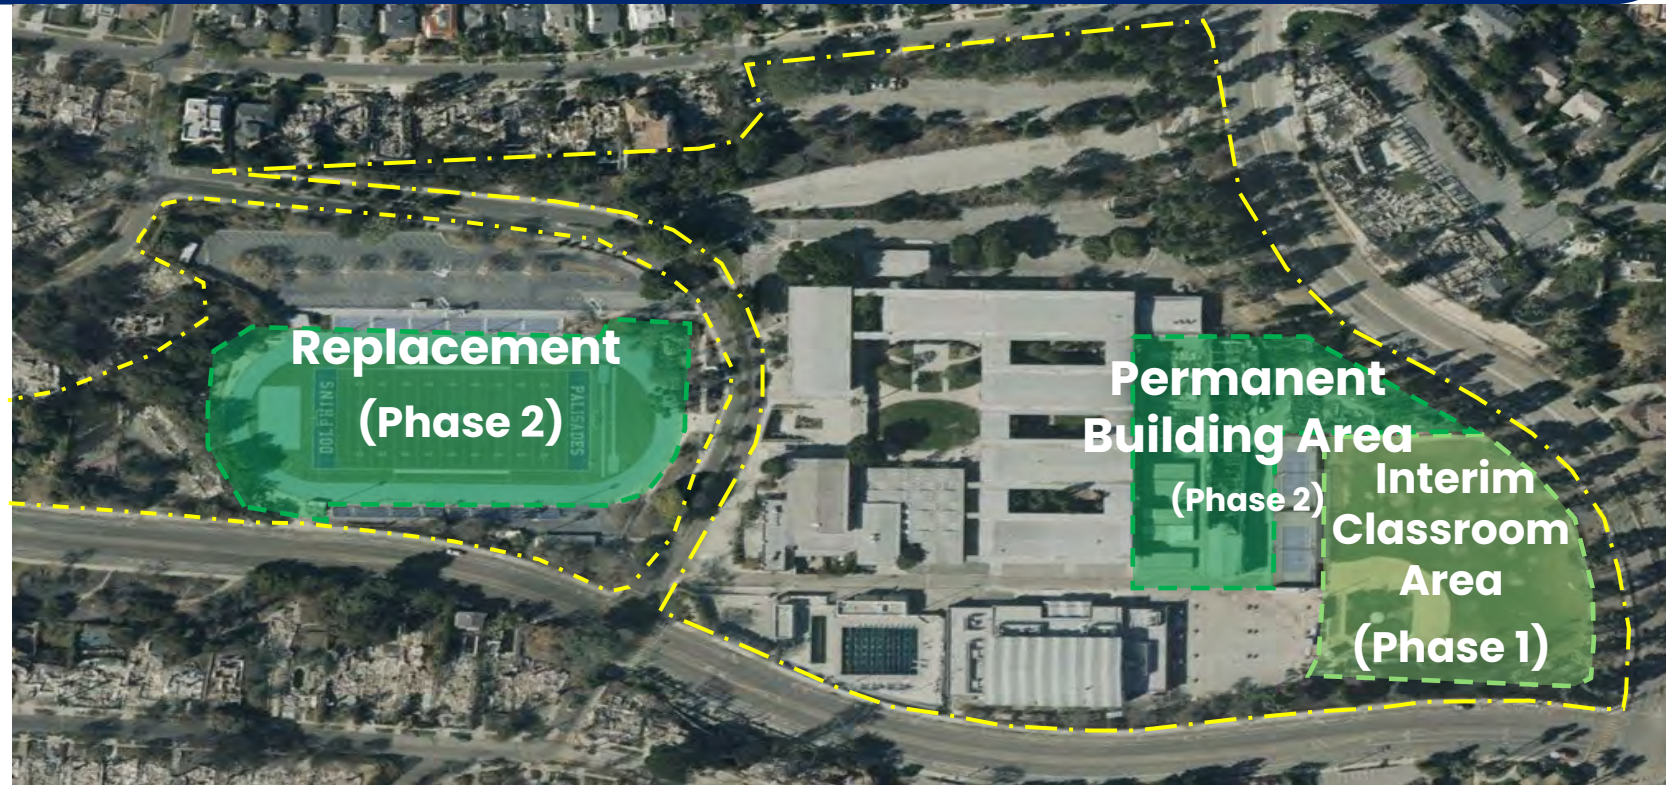 Replacement
(Phase 2)
DOLPHINS
PALISADES
Permanent
Building Area
(Phase 2)
Interim
Classroom
Area
(Phase 1)